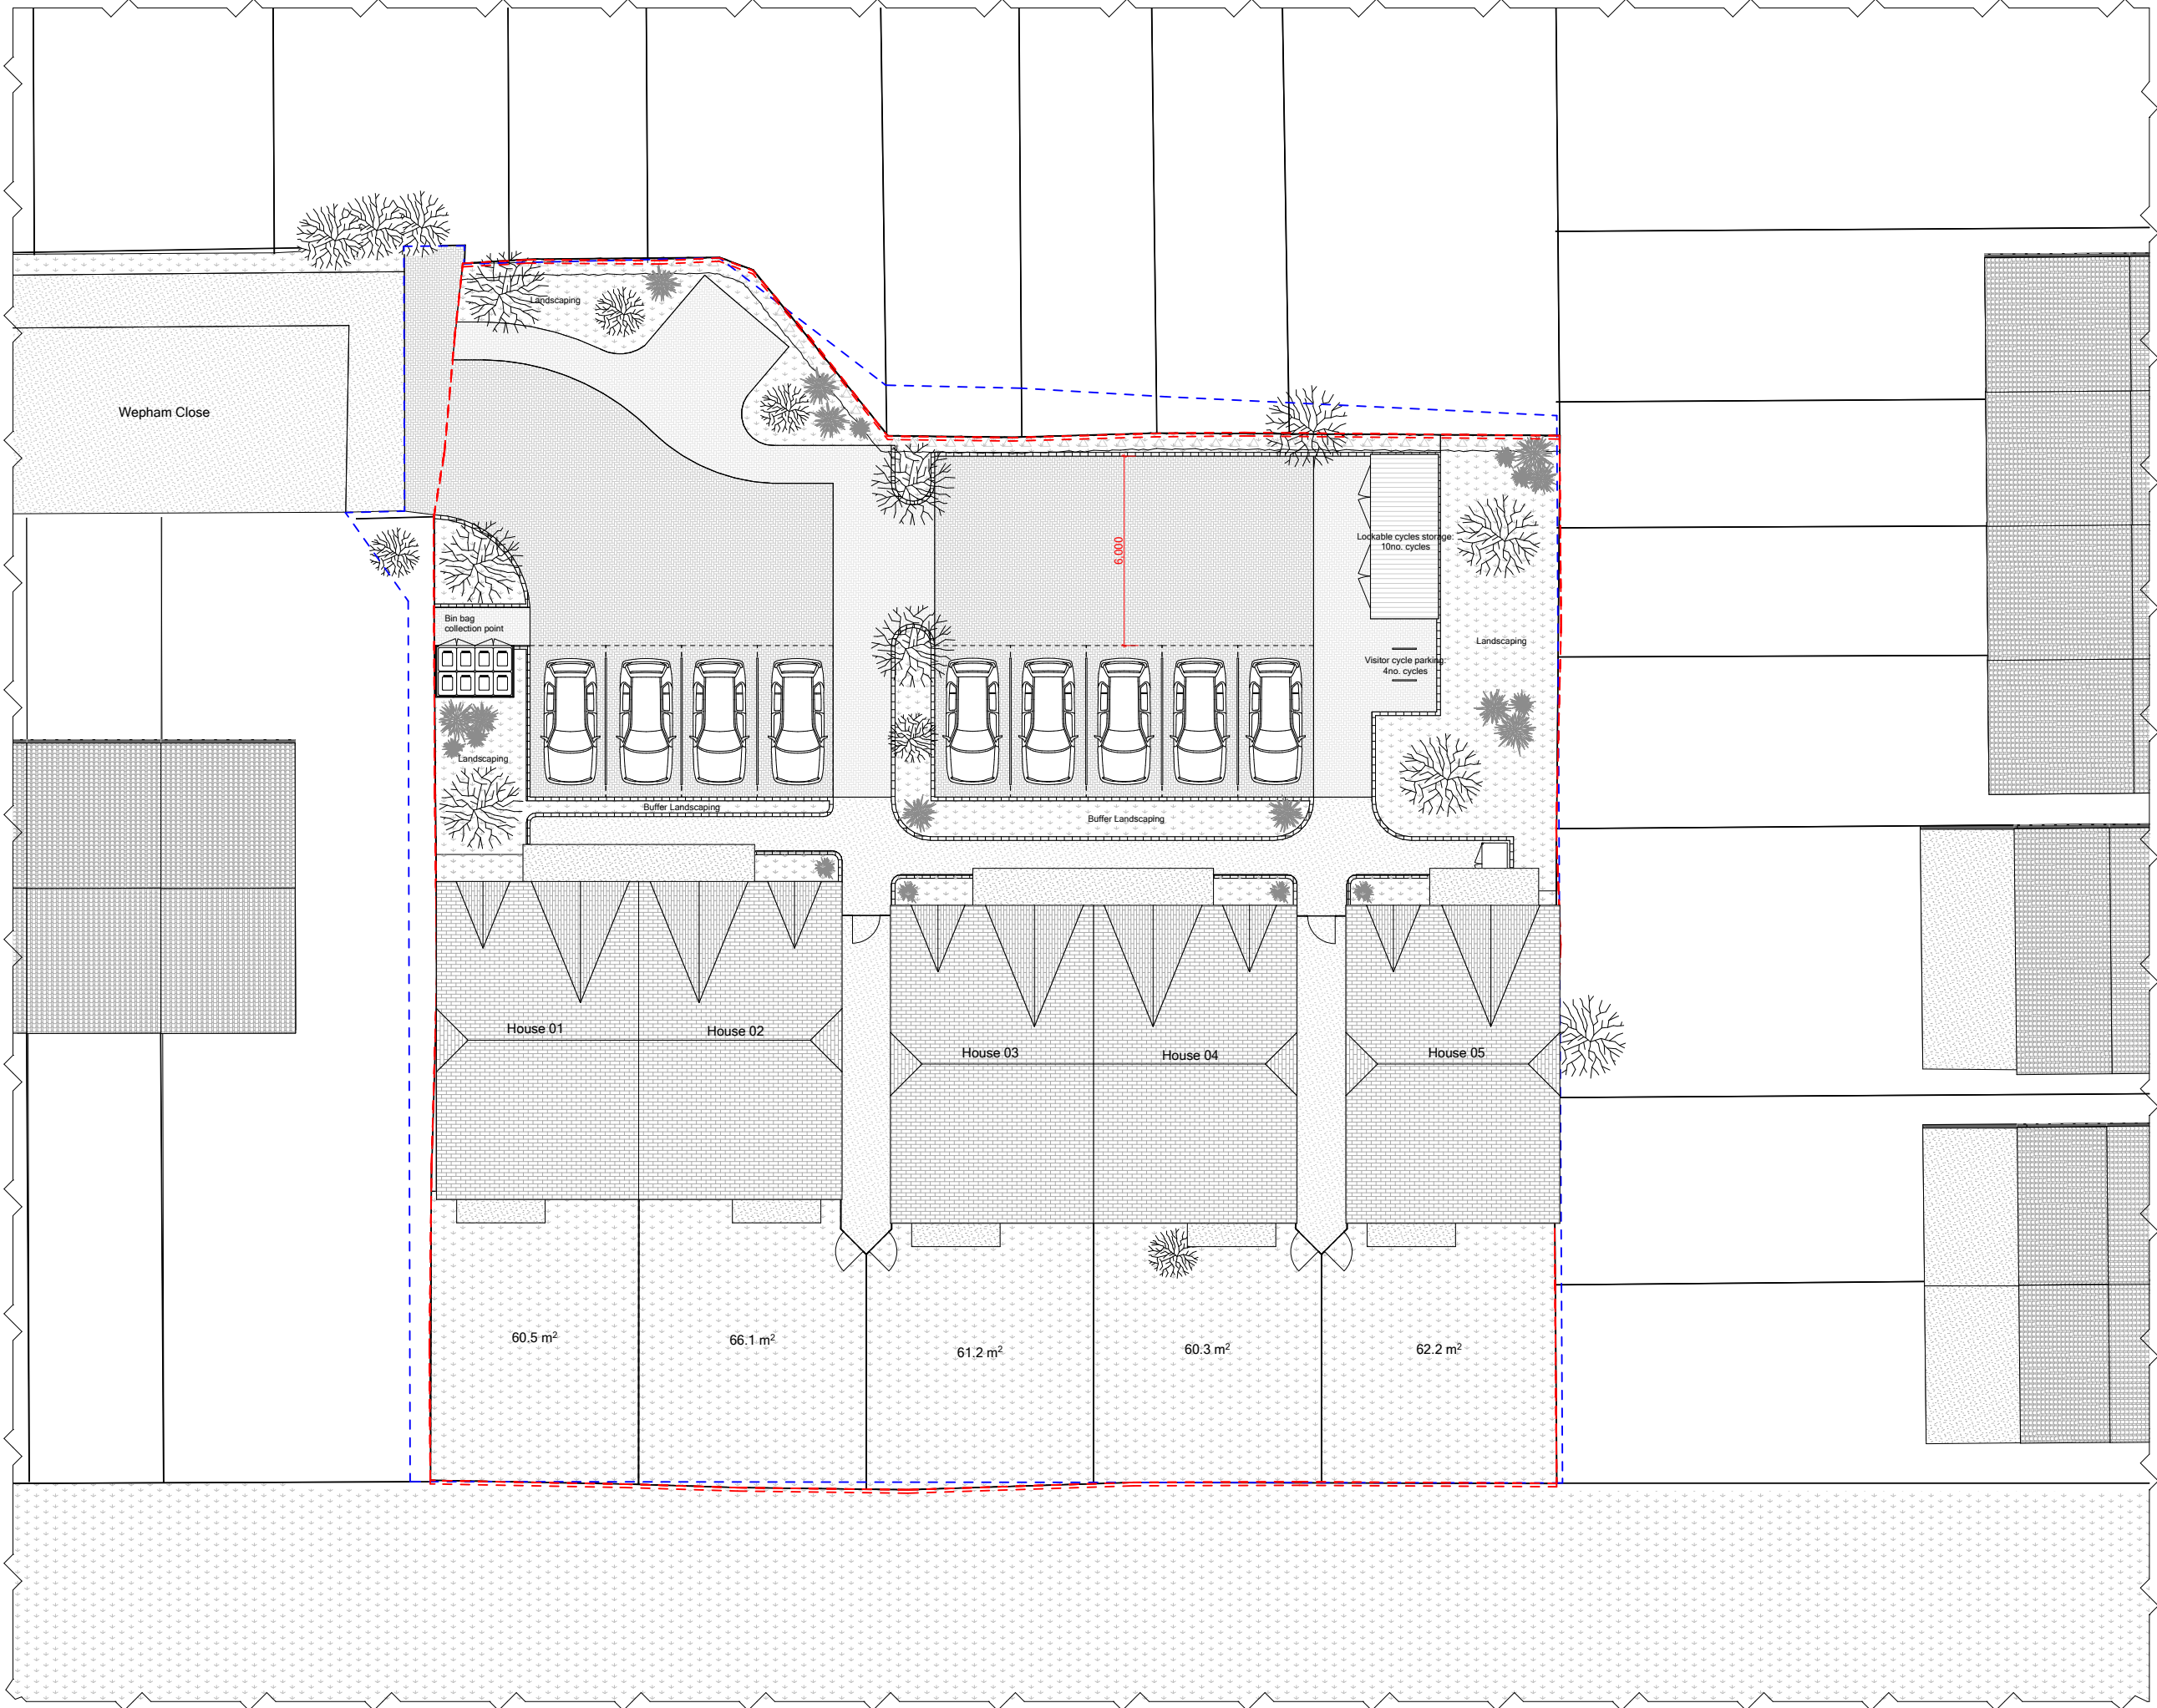 Landscaping
Wepham Close
6,000
Lockable cycles storage:
10no. cycles
Bin bag
collection point
Landscaping
Visitor cycle parking:
4no. cycles
Landscaping
Buffer Landscaping
Buffer Landscaping
House 01
House 02
House 03
House 04
House 05
60.5 m²
66.1 m²
61.2 m²
60.3 m²
62.2 m²